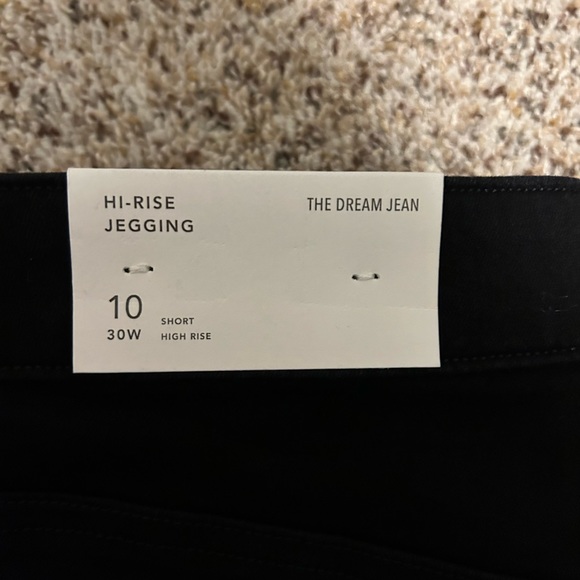 HI-RISE
JEGGING
THE DREAM JEAN
10
30W
SHORT
HIGH RISE